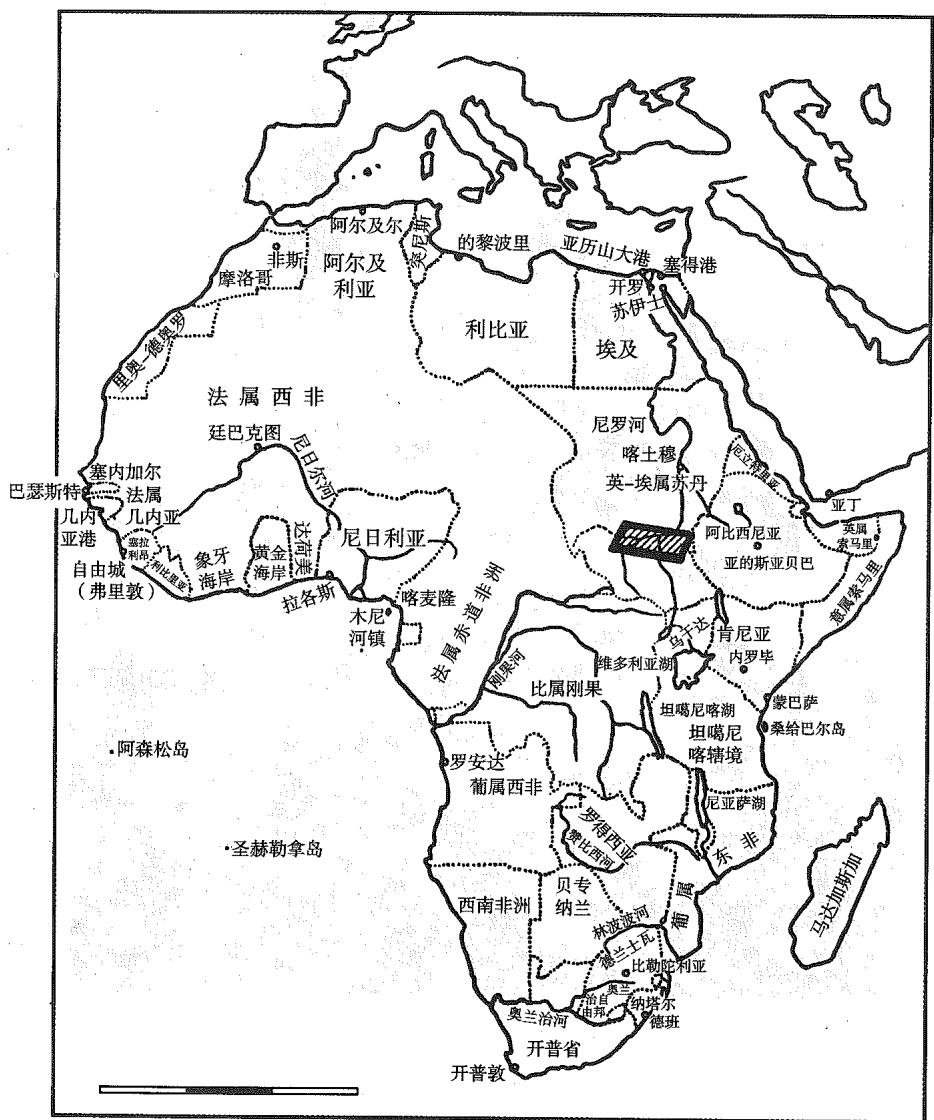 阿尔及尔
突尼斯
的黎波里
亚历山大港
塞得港
非斯
摩洛哥
阿尔及
利亚
开罗
苏伊士
利比亚
埃及
里奥–德奥罗
法属西非
廷巴克图
尼日尔河
尼罗河
喀土穆
厄立特里亚
英–埃属苏丹
亚丁
塞内加尔
巴瑟斯特
法属
几内亚
几内
亚港
塞拉
利昂
利比里亚
自由城
（弗里敦）
象牙
海岸
黄金
海岸
达荷美
尼日利亚
拉各斯
阿比西尼亚
亚的斯亚贝巴
英属
索马里
意属索马里
木尼
河镇
喀麦隆
法属赤道非洲
刚果河
比属刚果
乌干达
肯尼亚
内罗毕
维多利亚湖
坦噶尼喀湖
坦噶尼
喀辖境
蒙巴萨
桑给巴尔岛
阿森松岛
罗安达
葡属西非
尼亚萨湖
罗得西亚
赞比西河
葡属东非
圣赫勒拿岛
马达加斯加
西南非洲
贝专
纳兰
林波波河
德兰士瓦
比勒陀利亚
奥兰
治自
由邦
纳塔尔
德班
奥兰治河
开普省
开普敦